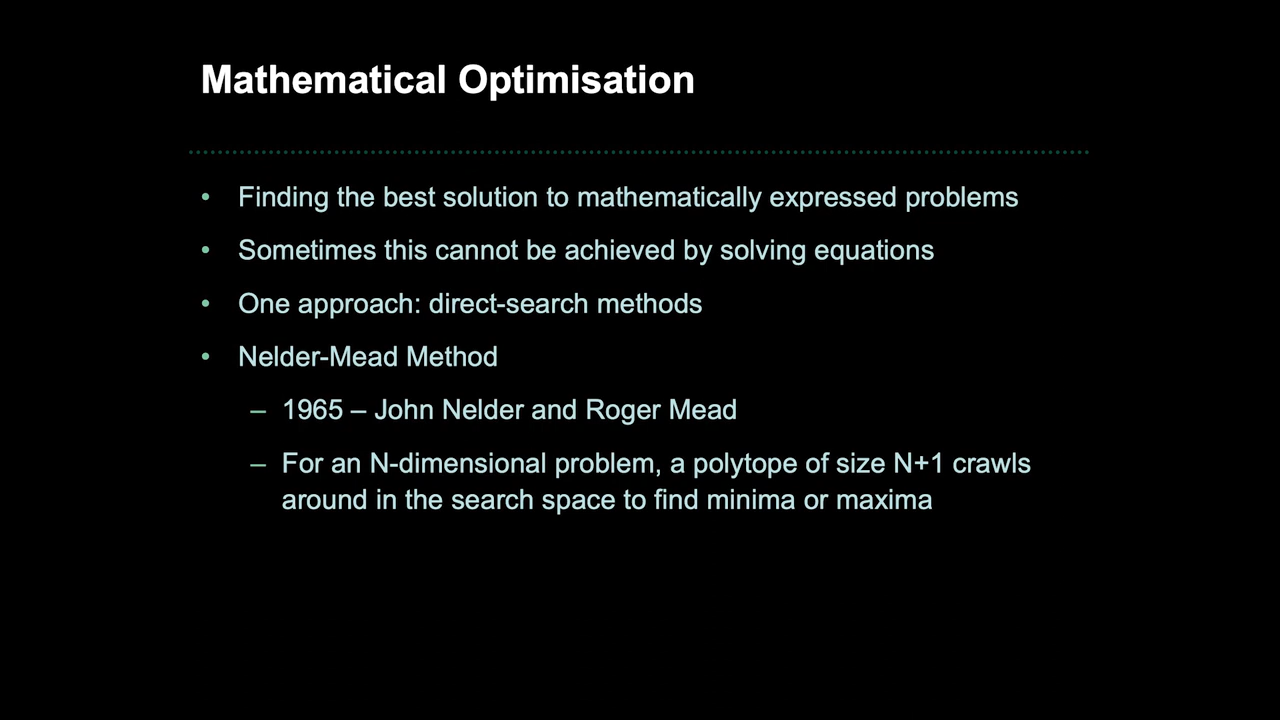 Mathematical Optimisation
• Finding the best solution to mathematically expressed problems
• Sometimes this cannot be achieved by solving equations
• One approach: direct-search methods
• Nelder-Mead Method
– 1965 – John Nelder and Roger Mead
– For an N-dimensional problem, a polytope of size N+1 crawls
around in the search space to find minima or maxima